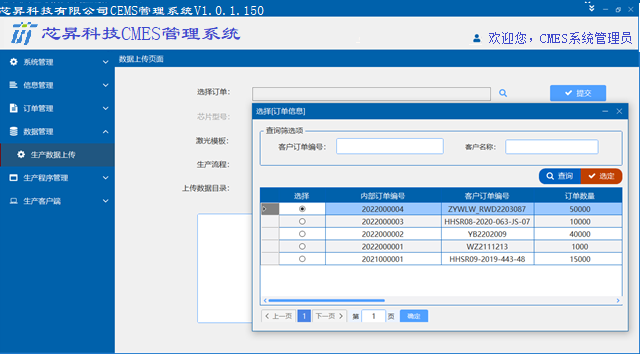 芯昇科技有限公司CEMS管理系统V1.0.1.150
芯昇科技CMES管理系统
欢迎您，CMES系统管理员
系统管理
信息管理
订单管理
数据管理
生产数据上传
生产程序管理
生产客户端
数据上传页面
选择订单:
提交
芯片型号:
激光模板:
生产流程:
上传数据目录:
选择[订单信息]
查询筛选项
客户订单编号:
客户名称:
查询
选定
选择 内部订单编号 客户订单编号 订单数量
2022000004 ZYWLW_RWD2203087 50000
2022000003 HHSR08-2020-063-JS-07 10000
2022000002 YB2202009 40000
2022000001 WZ2111213 1000
2021000001 HHSR09-2019-443-48 15000
上一页 1 下一页 第 1 页 确定